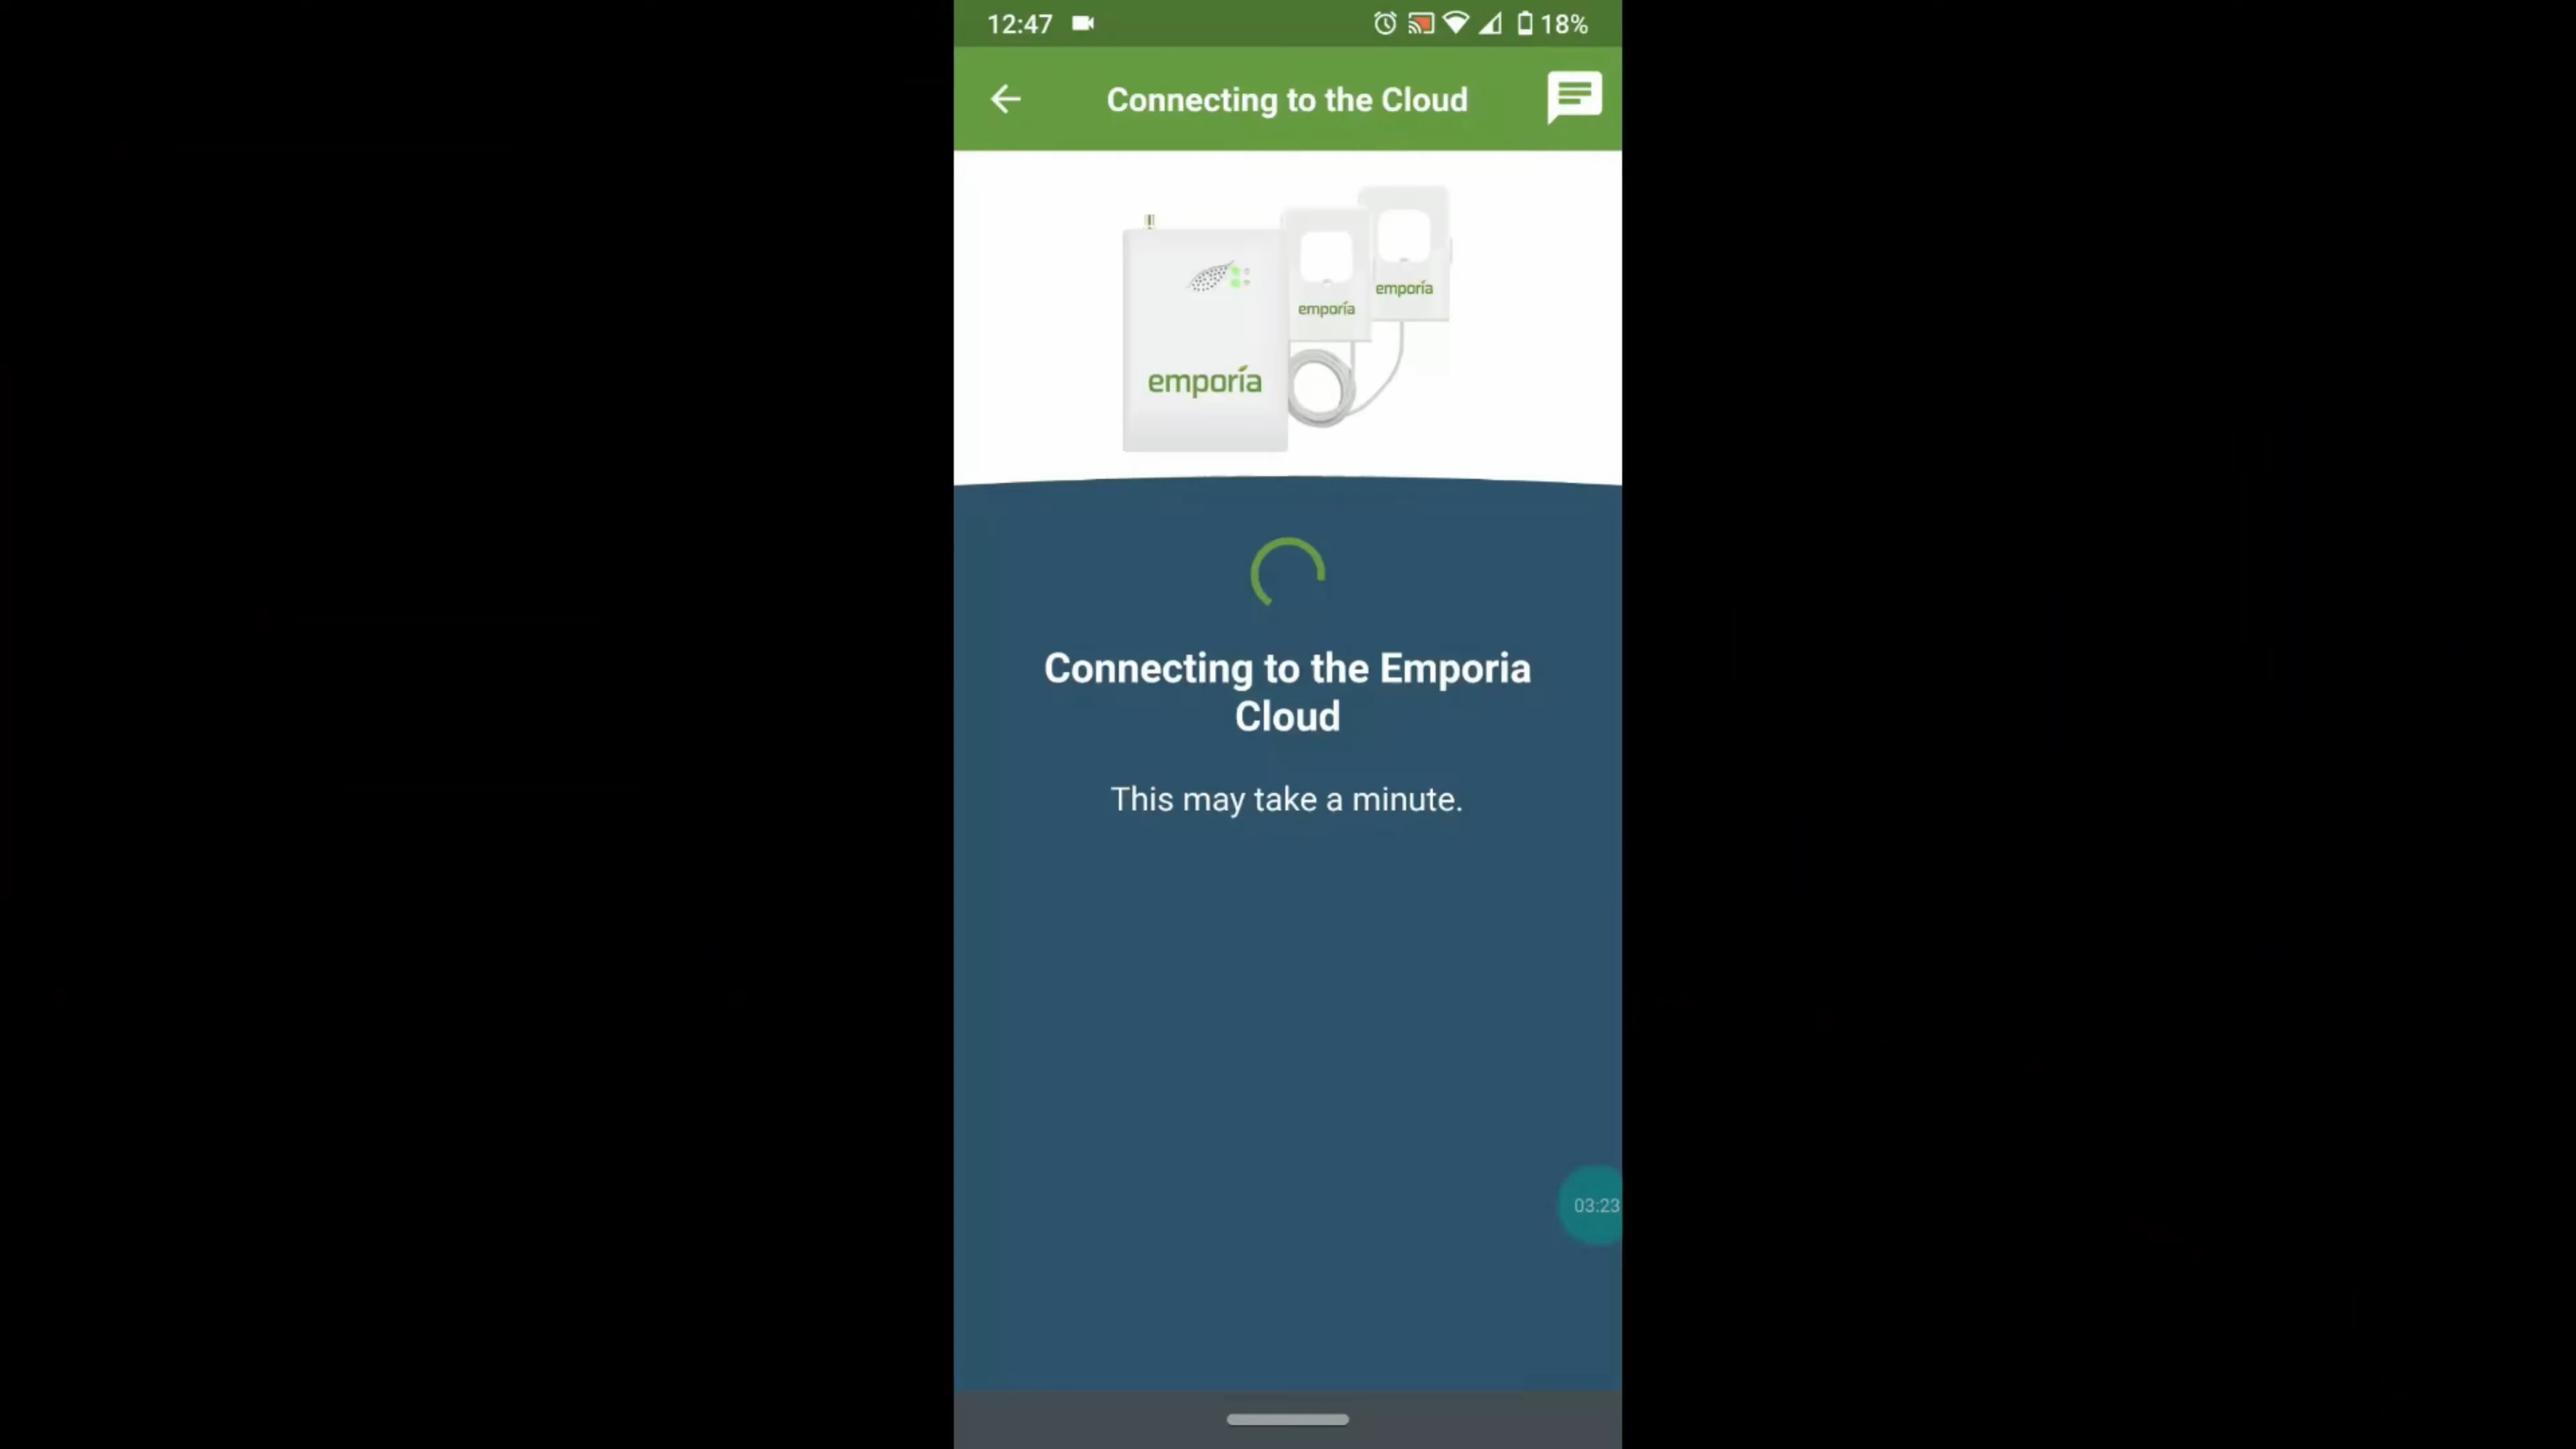 12:47
18%
Connecting to the Cloud
emporia
emporia
emporia
Connecting to the Emporia
Cloud
This may take a minute.
03:23